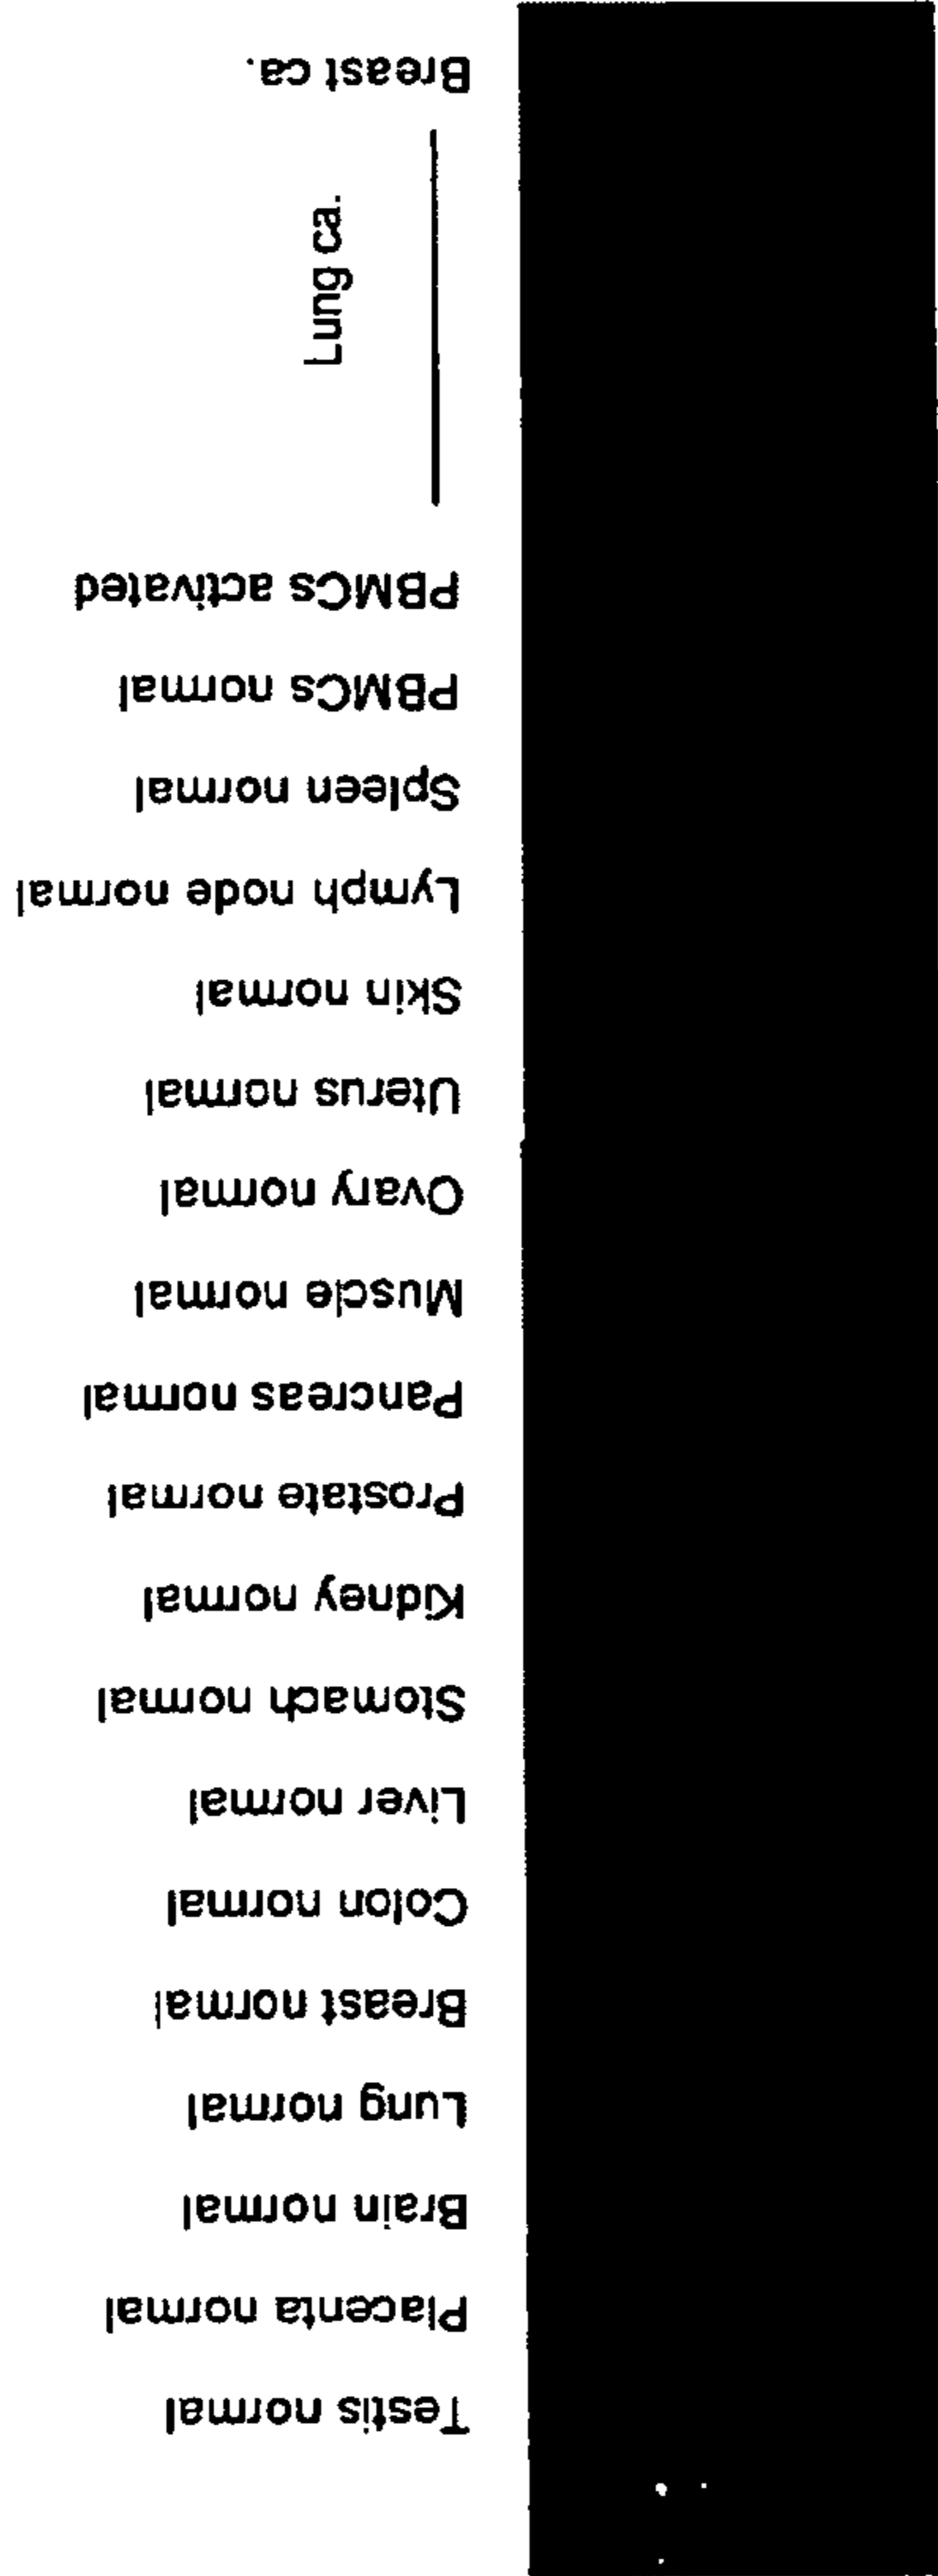 Testis normal
Placenta normal
Brain normal
Lung normal
Breast normal
Colon normal
Liver normal
Stomach normal
Kidney normal
Prostate normal
Pancreas normal
Muscle normal
Ovary normal
Uterus normal
Skin normal
Lymph node normal
Spleen normal
PBMCs normal
PBMCs activated
Lung ca.
Breast ca.